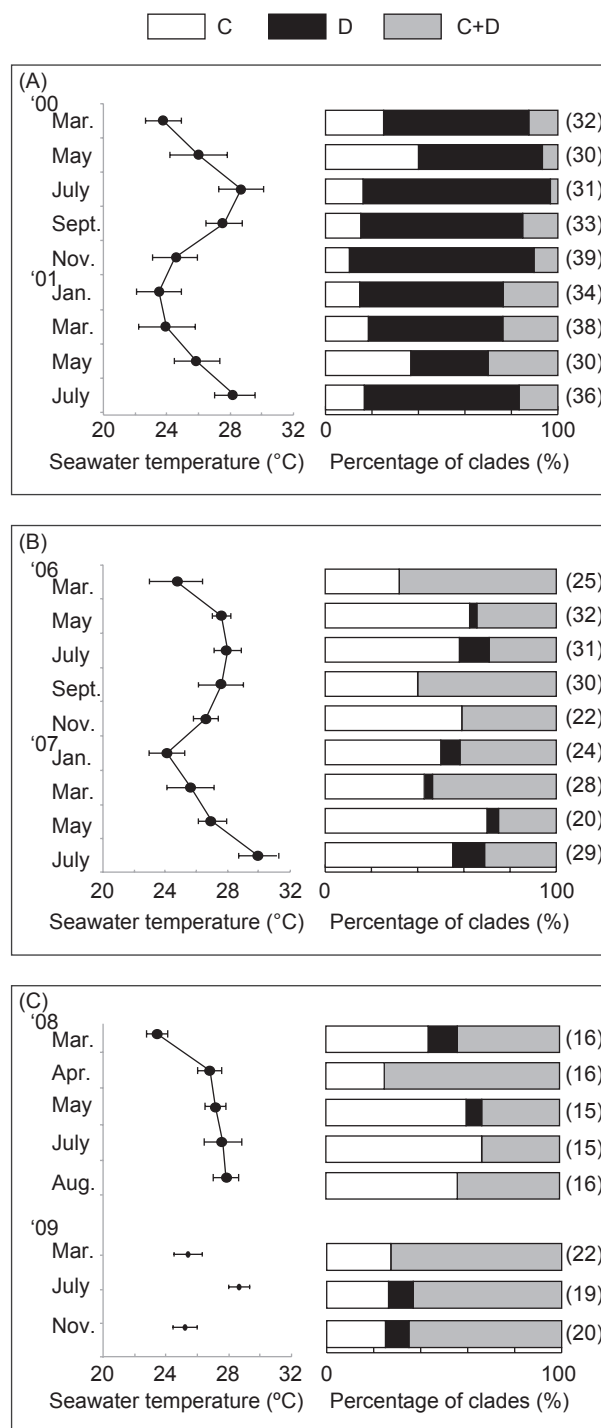 C D C+D
(A)
‘00
Mar. (32)
May (30)
July (31)
Sept. (33)
Nov. (39)
‘01
Jan. (34)
Mar. (38)
May (30)
July (36)
20 24 28 32 0 100
Seawater temperature (°C) Percentage of clades (%)
(B)
‘06
Mar. (25)
May (32)
July (31)
Sept. (30)
Nov. (22)
‘07
Jan. (24)
Mar. (28)
May (20)
July (29)
20 24 28 32 0 100
Seawater temperature (°C) Percentage of clades (%)
(C)
‘08
Mar. (16)
Apr. (16)
May (15)
July (15)
Aug. (16)
‘09
Mar. (22)
July (19)
Nov. (20)
20 24 28 32 0 100
Seawater temperature (ºC) Percentage of clades (%)